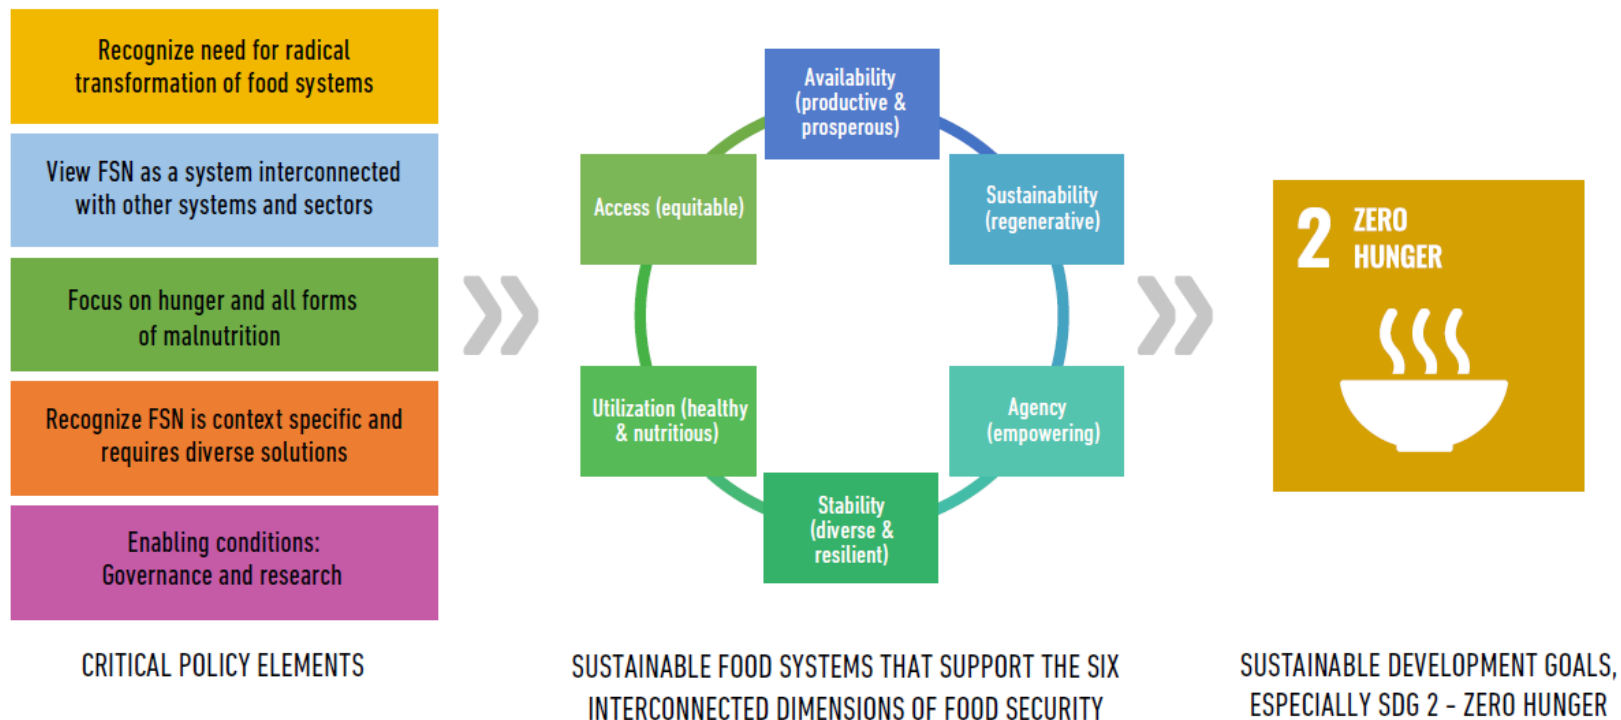 Recognize need for radical
transformation of food systems
View FSN as a system interconnected
with other systems and sectors
Focus on hunger and all forms
of malnutrition
Recognize FSN is context specific and
requires diverse solutions
Enabling conditions:
Governance and research
CRITICAL POLICY ELEMENTS
Availability
(productive &
prosperous)
Sustainability
(regenerative)
Agency
(empowering)
Stability
(diverse &
resilient)
Utilization (healthy
& nutritious)
Access (equitable)
SUSTAINABLE FOOD SYSTEMS THAT SUPPORT THE SIX
INTERCONNECTED DIMENSIONS OF FOOD SECURITY
2 ZERO
HUNGER
SUSTAINABLE DEVELOPMENT GOALS,
ESPECIALLY SDG 2 - ZERO HUNGER